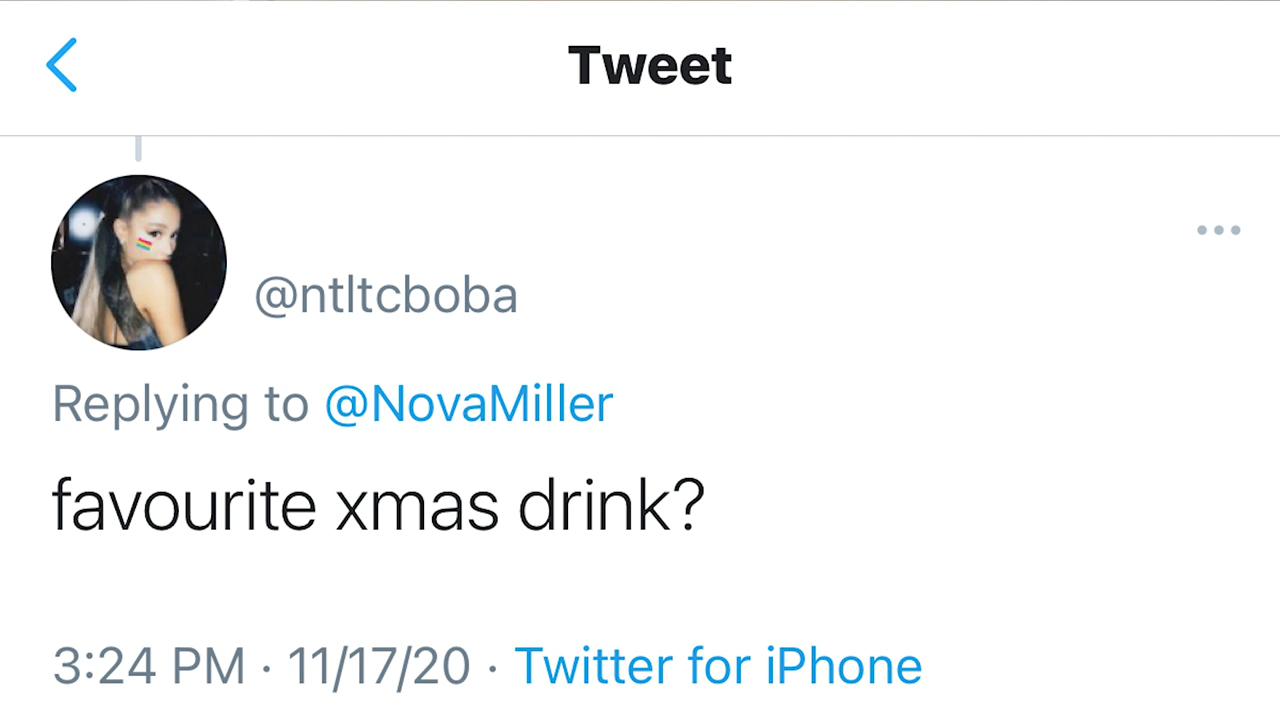 Tweet
@ntltcboba
Replying to @NovaMiller
favourite xmas drink?
3:24 PM · 11/17/20 · Twitter for iPhone